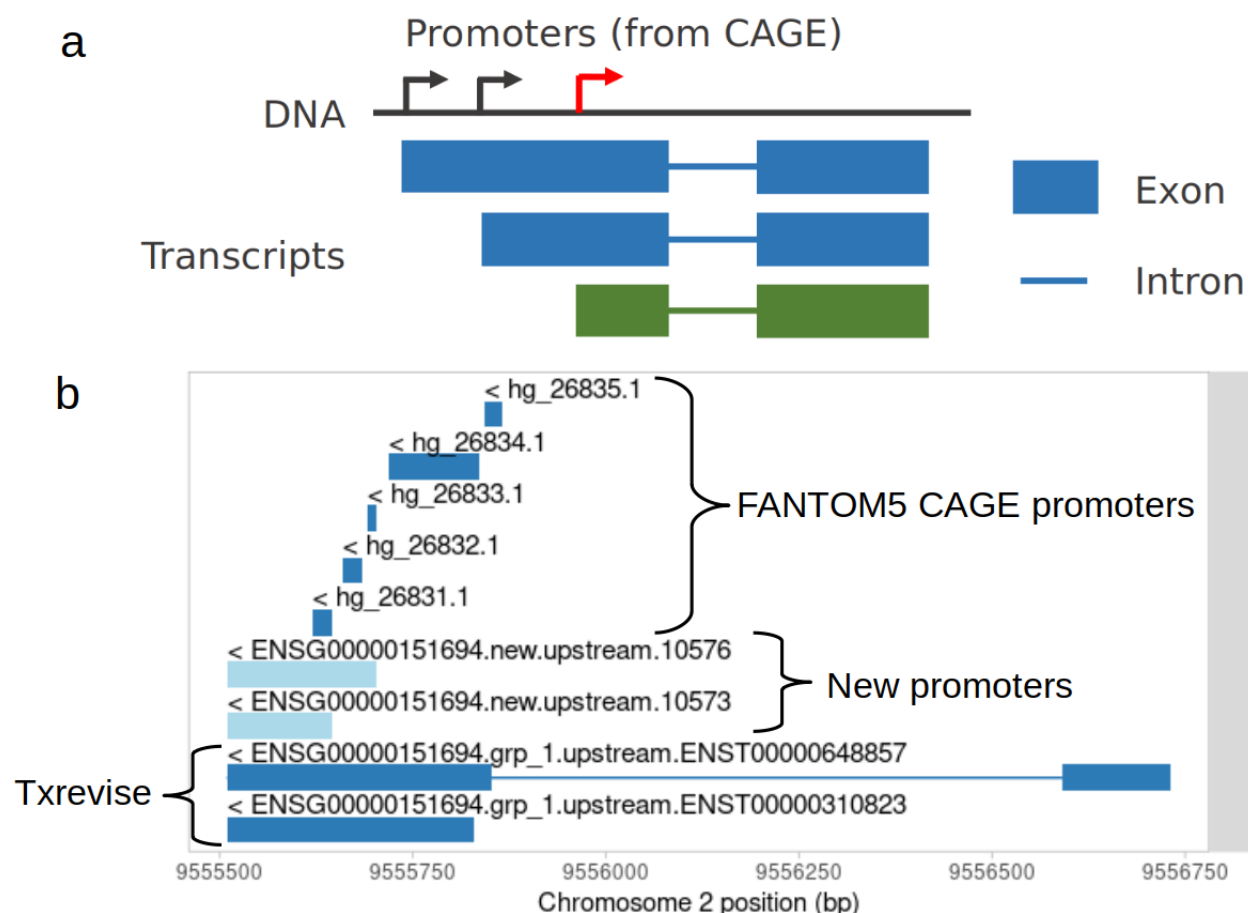 a
Promoters (from CAGE)
DNA
Exon
Transcripts
Intron
b
< hg_26835.1
< hg_26834.1
< hg_26833.1
FANTOM5 CAGE promoters
< hg_26832.1
< hg_26831.1
< ENSG00000151694.new.upstream.10576
New promoters
< ENSG00000151694.new.upstream.10573
< ENSG00000151694.grp_1.upstream.ENST00000648857
Txrevise
< ENSG00000151694.grp_1.upstream.ENST00000310823
9555500 9555750 9556000 9556250 9556500 9556750
Chromosome 2 position (bp)